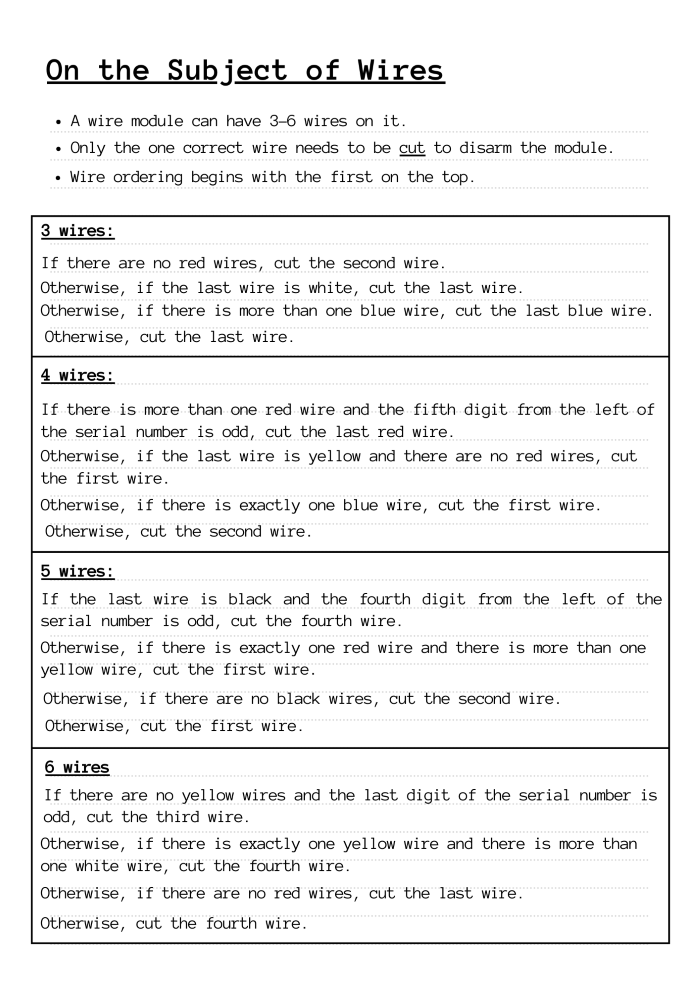 On the Subject of Wires
• A wire module can have 3–6 wires on it.
• Only the one correct wire needs to be cut to disarm the module.
• Wire ordering begins with the first on the top.
3 wires:
If there are no red wires, cut the second wire.
Otherwise, if the last wire is white, cut the last wire.
Otherwise, if there is more than one blue wire, cut the last blue wire.
Otherwise, cut the last wire.
4 wires:
If there is more than one red wire and the fifth digit from the left of
the serial number is odd, cut the last red wire.
Otherwise, if the last wire is yellow and there are no red wires, cut
the first wire.
Otherwise, if there is exactly one blue wire, cut the first wire.
Otherwise, cut the second wire.
5 wires:
If the last wire is black and the fourth digit from the left of the
serial number is odd, cut the fourth wire.
Otherwise, if there is exactly one red wire and there is more than one
yellow wire, cut the first wire.
Otherwise, if there are no black wires, cut the second wire.
Otherwise, cut the first wire.
6 wires
If there are no yellow wires and the last digit of the serial number is
odd, cut the third wire.
Otherwise, if there is exactly one yellow wire and there is more than
one white wire, cut the fourth wire.
Otherwise, if there are no red wires, cut the last wire.
Otherwise, cut the fourth wire.